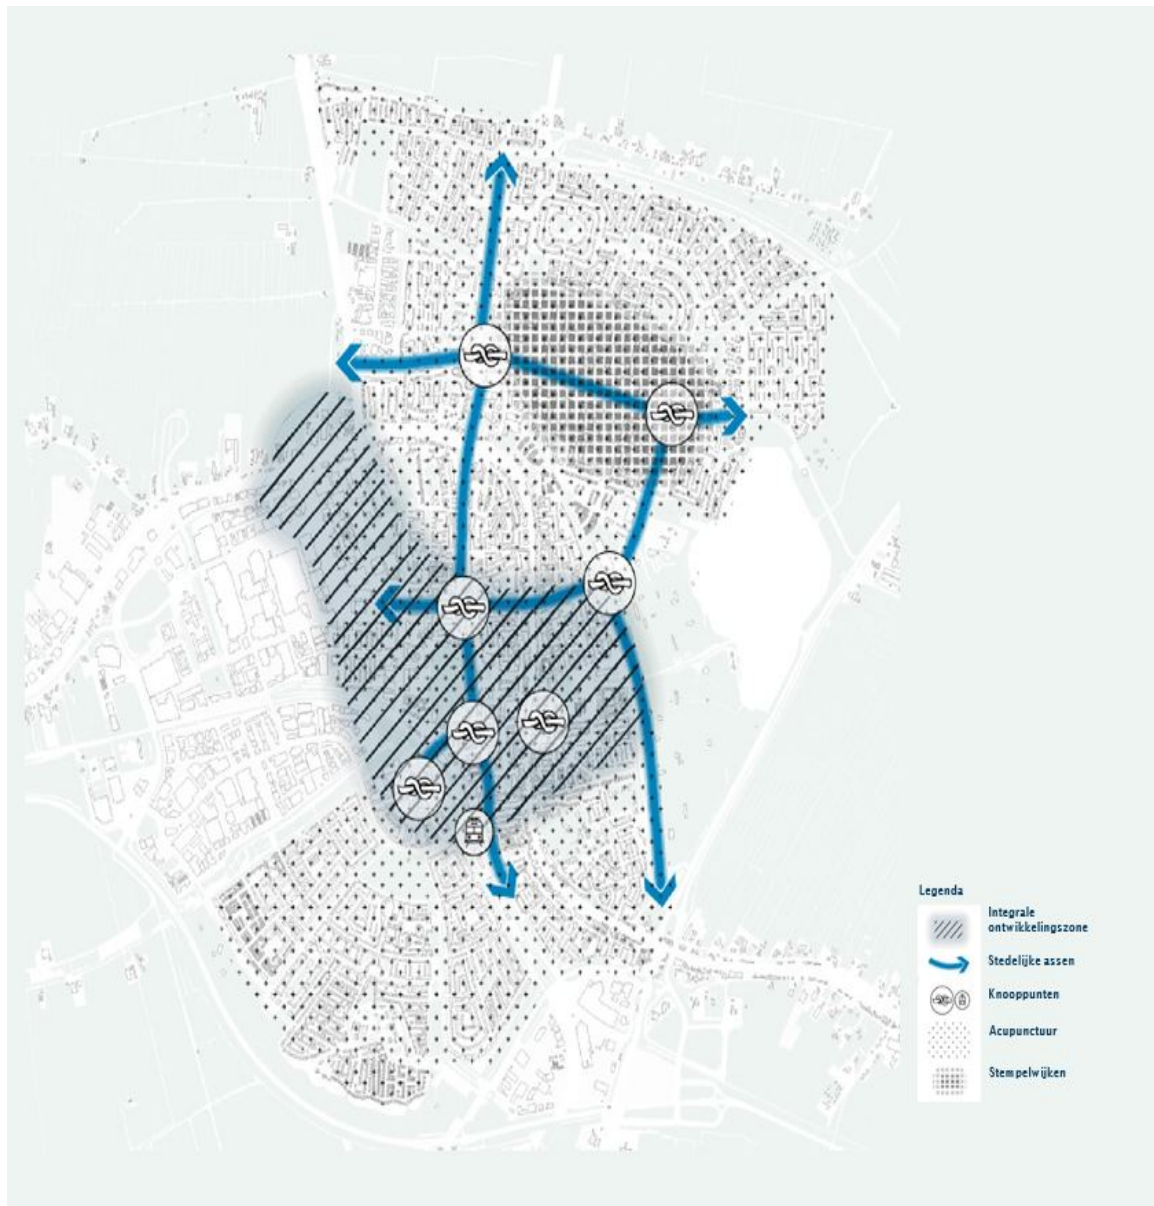 Legenda
Integrale
ontwikkelingszone
Stedelijke assen
Knooppunten
Acupunctuur
Stempelwijken